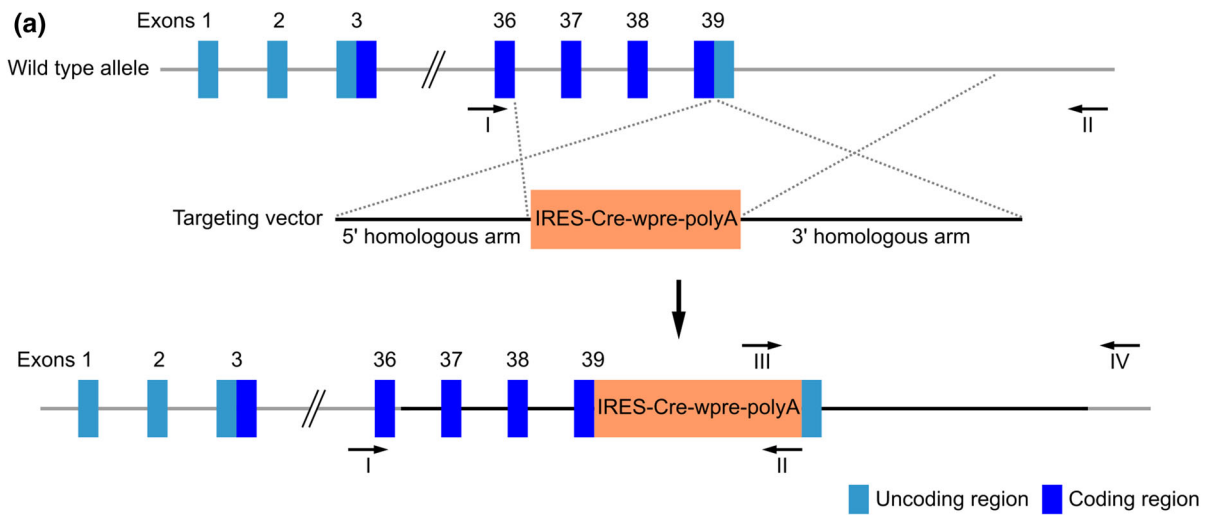 (a)
Exons 1 2 3 36 37 38 39
Wild type allele
I II
Targeting vector IRES-Cre-wpre-polyA
5' homologous arm 3' homologous arm
III IV
Exons 1 2 3 36 37 38 39
IRES-Cre-wpre-polyA
I II
Uncoding region Coding region